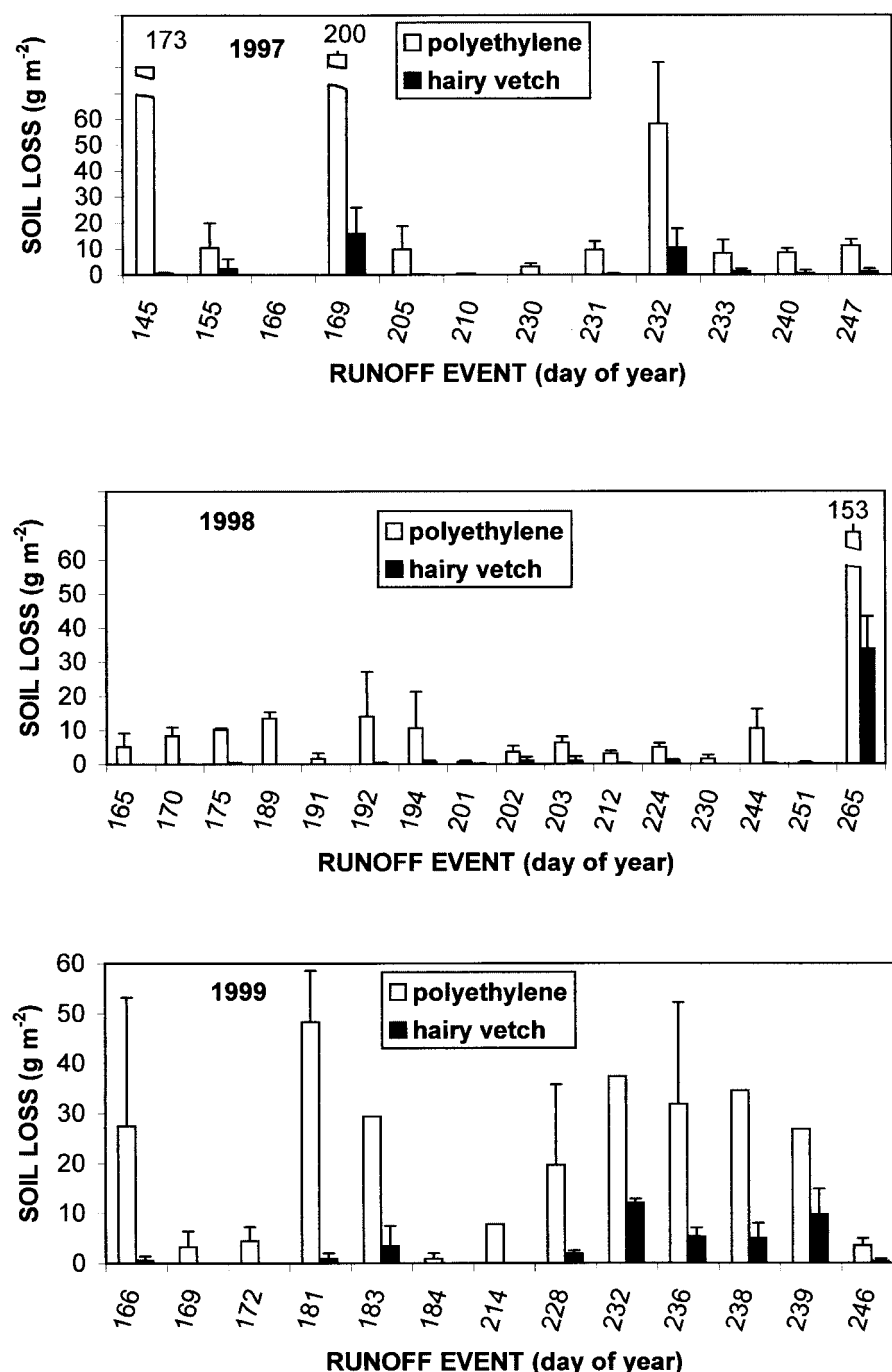 173
1997
200
polyethylene
hairy vetch
SOIL LOSS (g m-2)
60
50
40
30
20
10
0
145 155 166 169 205 210 230 231 232 233 240 247
RUNOFF EVENT (day of year)
1998
153
polyethylene
hairy vetch
SOIL LOSS (g m-2)
60
50
40
30
20
10
0
165 170 175 189 191 192 194 201 202 203 212 224 230 244 251 265
RUNOFF EVENT (day of year)
1999
polyethylene
hairy vetch
SOIL LOSS (g m-2)
60
50
40
30
20
10
0
166 169 172 181 183 184 214 228 232 236 238 239 246
RUNOFF EVENT (day of year)